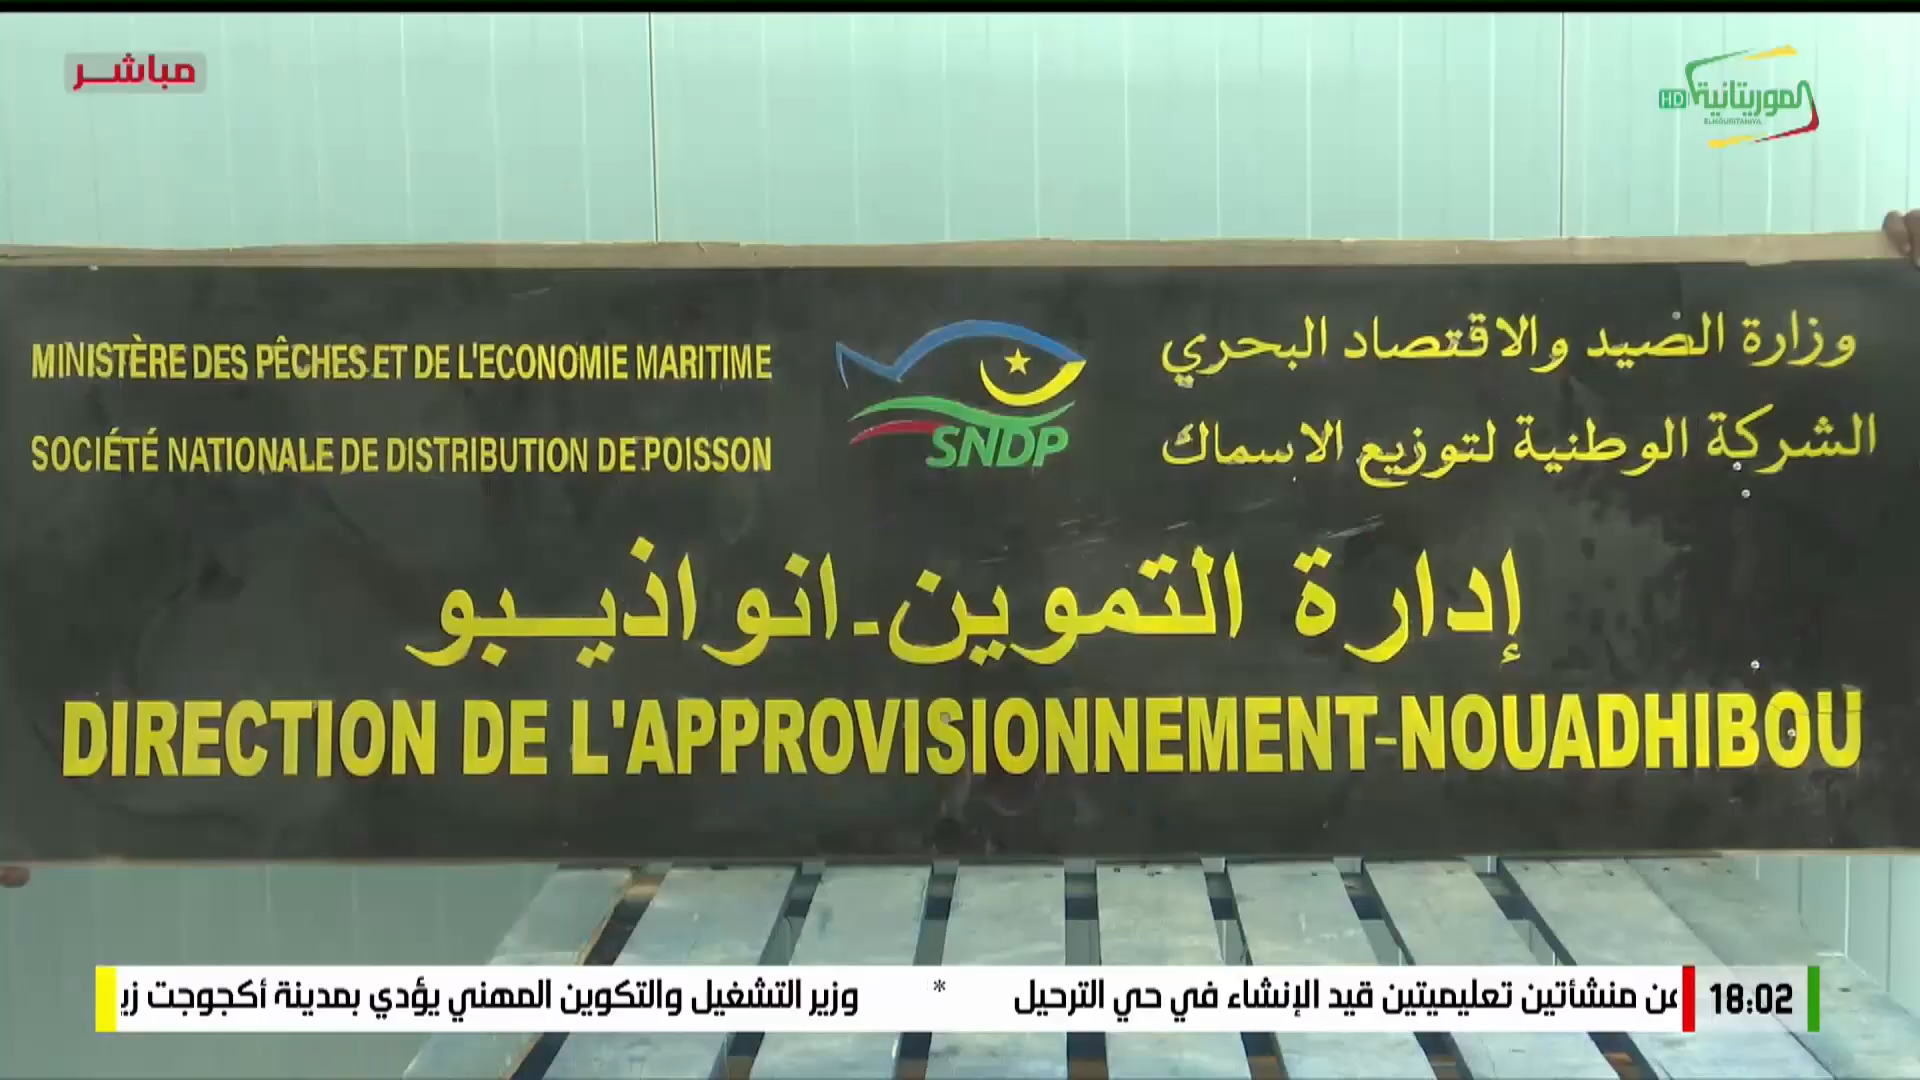 مباشر
الموريتانية
HD
ELMOURITANIYA
MINISTÈRE DES PÊCHES ET DE L'ECONOMIE MARITIME
وزارة الصيد والاقتصاد البحري
SOCIÉTÉ NATIONALE DE DISTRIBUTION DE POISSON
SNDP
الشركة الوطنية لتوزيع الاسماك
إدارة التموين-انواذيبو
DIRECTION DE L'APPROVISIONNEMENT-NOUADHIBOU
18:02
عن منشأتين تعليميتين قيد الإنشاء في حي الترحيل * وزير التشغيل والتكوين المهني يؤدي بمدينة أكجوجت